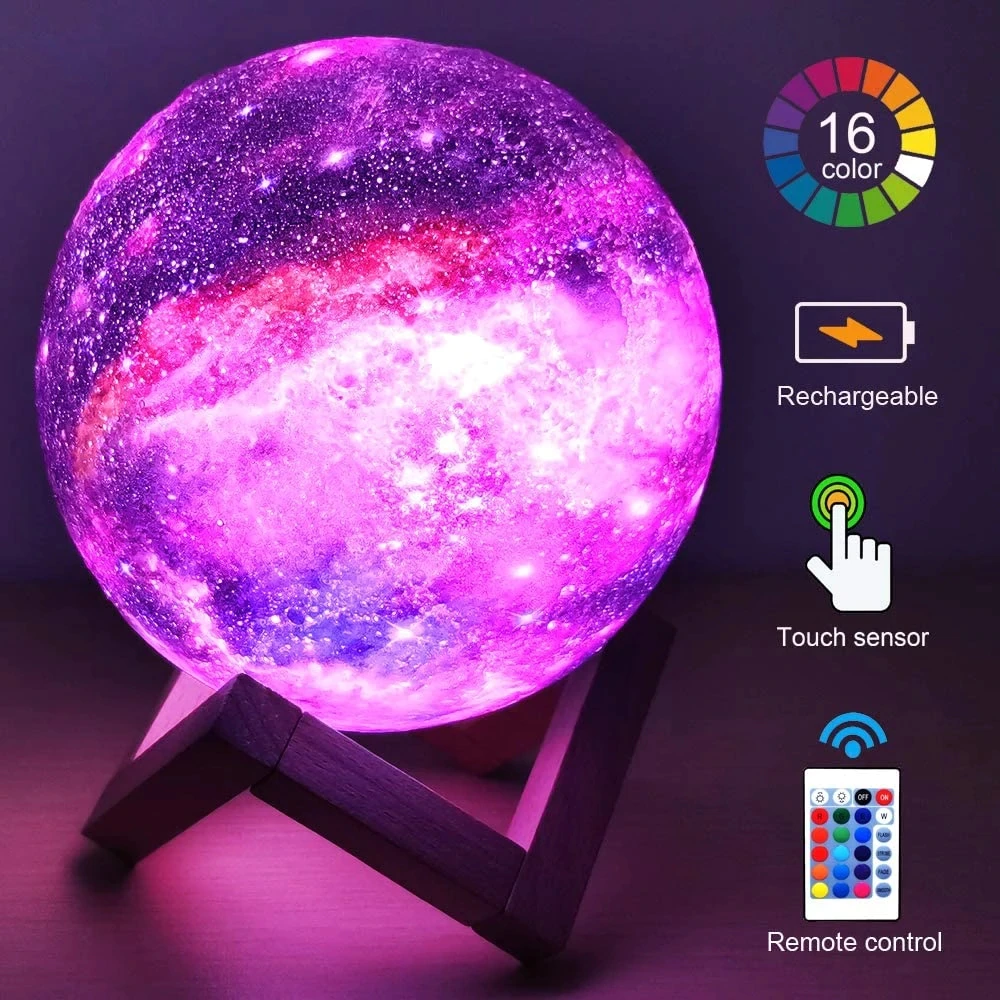 16
color
Rechargeable
Touch sensor
Remote control
OFF ON
R W
FLASH
STROBE
FADE
SMOOTH